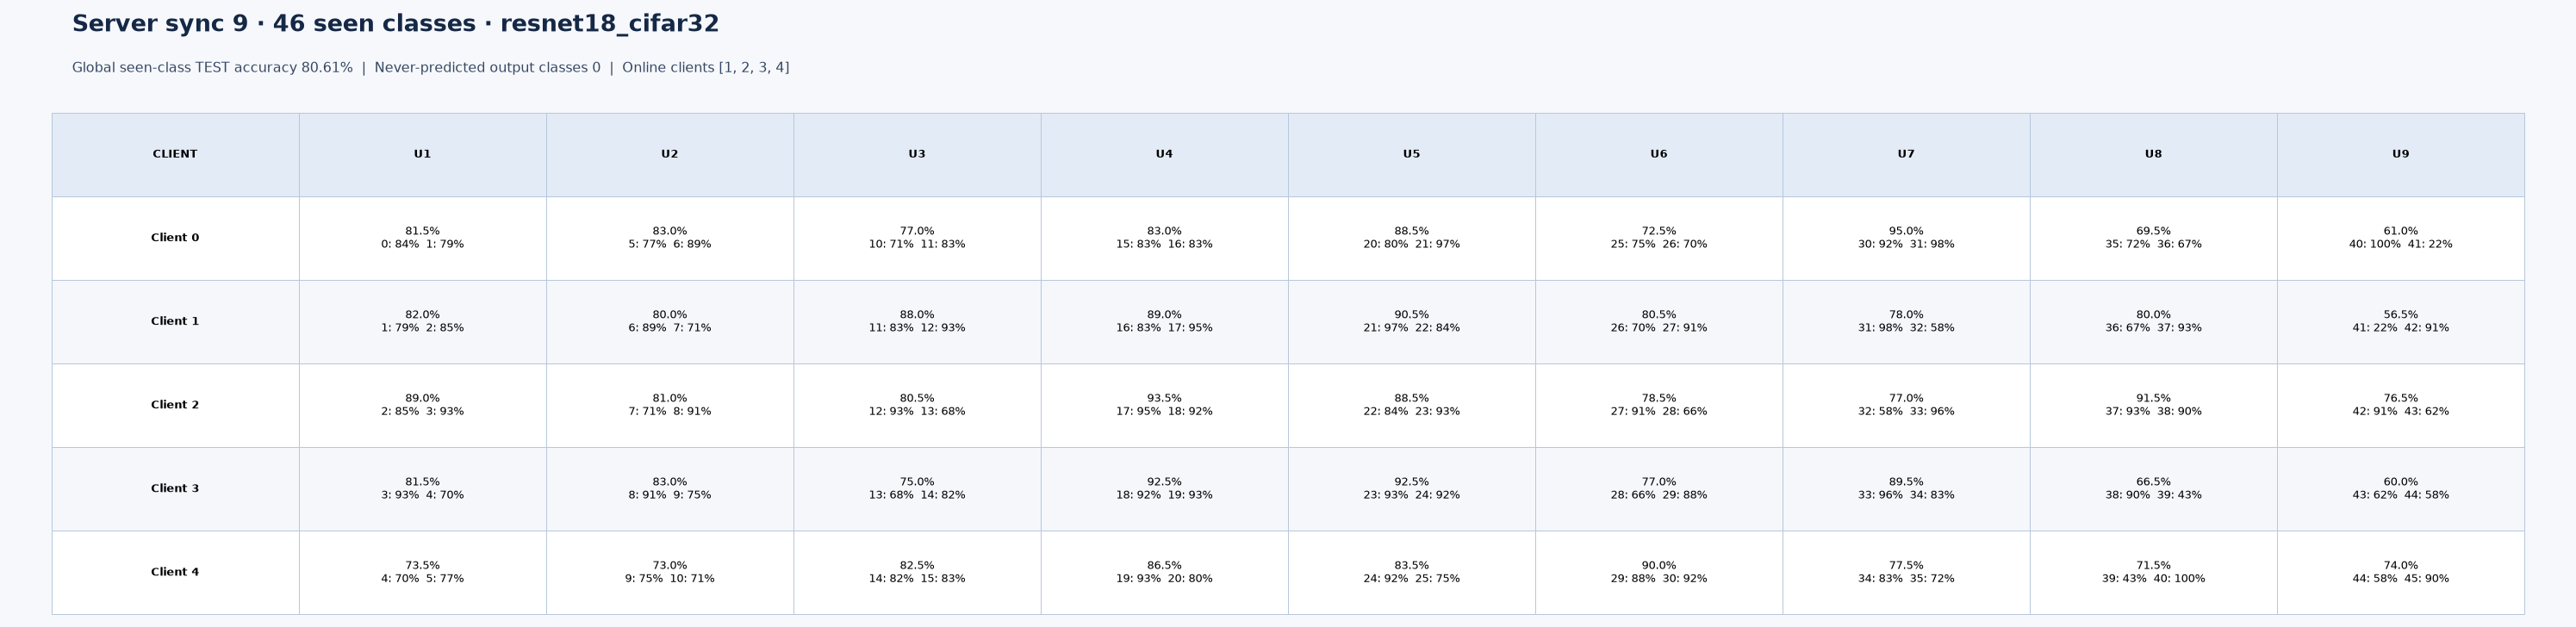 Server sync 9 · 46 seen classes · resnet18_cifar32
Global seen-class TEST accuracy 80.61% | Never-predicted output classes 0 | Online clients [1, 2, 3, 4]
CLIENT U1 U2 U3 U4 U5 U6 U7 U8 U9
81.5% 83.0% 77.0% 83.0% 88.5% 72.5% 95.0% 69.5% 61.0%
Client 0
0: 84% 1: 79% 5: 77% 6: 89% 10: 71% 11: 83% 15: 83% 16: 83% 20: 80% 21: 97% 25: 75% 26: 70% 30: 92% 31: 98% 35: 72% 36: 67% 40: 100% 41: 22%
82.0% 80.0% 88.0% 89.0% 90.5% 80.5% 78.0% 80.0% 56.5%
Client 1
1: 79% 2: 85% 6: 89% 7: 71% 11: 83% 12: 93% 16: 83% 17: 95% 21: 97% 22: 84% 26: 70% 27: 91% 31: 98% 32: 58% 36: 67% 37: 93% 41: 22% 42: 91%
89.0% 81.0% 80.5% 93.5% 88.5% 78.5% 77.0% 91.5% 76.5%
Client 2
2: 85% 3: 93% 7: 71% 8: 91% 12: 93% 13: 68% 17: 95% 18: 92% 22: 84% 23: 93% 27: 91% 28: 66% 32: 58% 33: 96% 37: 93% 38: 90% 42: 91% 43: 62%
81.5% 83.0% 75.0% 92.5% 92.5% 77.0% 89.5% 66.5% 60.0%
Client 3
3: 93% 4: 70% 8: 91% 9: 75% 13: 68% 14: 82% 18: 92% 19: 93% 23: 93% 24: 92% 28: 66% 29: 88% 33: 96% 34: 83% 38: 90% 39: 43% 43: 62% 44: 58%
73.5% 73.0% 82.5% 86.5% 83.5% 90.0% 77.5% 71.5% 74.0%
Client 4
4: 70% 5: 77% 9: 75% 10: 71% 14: 82% 15: 83% 19: 93% 20: 80% 24: 92% 25: 75% 29: 88% 30: 92% 34: 83% 35: 72% 39: 43% 40: 100% 44: 58% 45: 90%